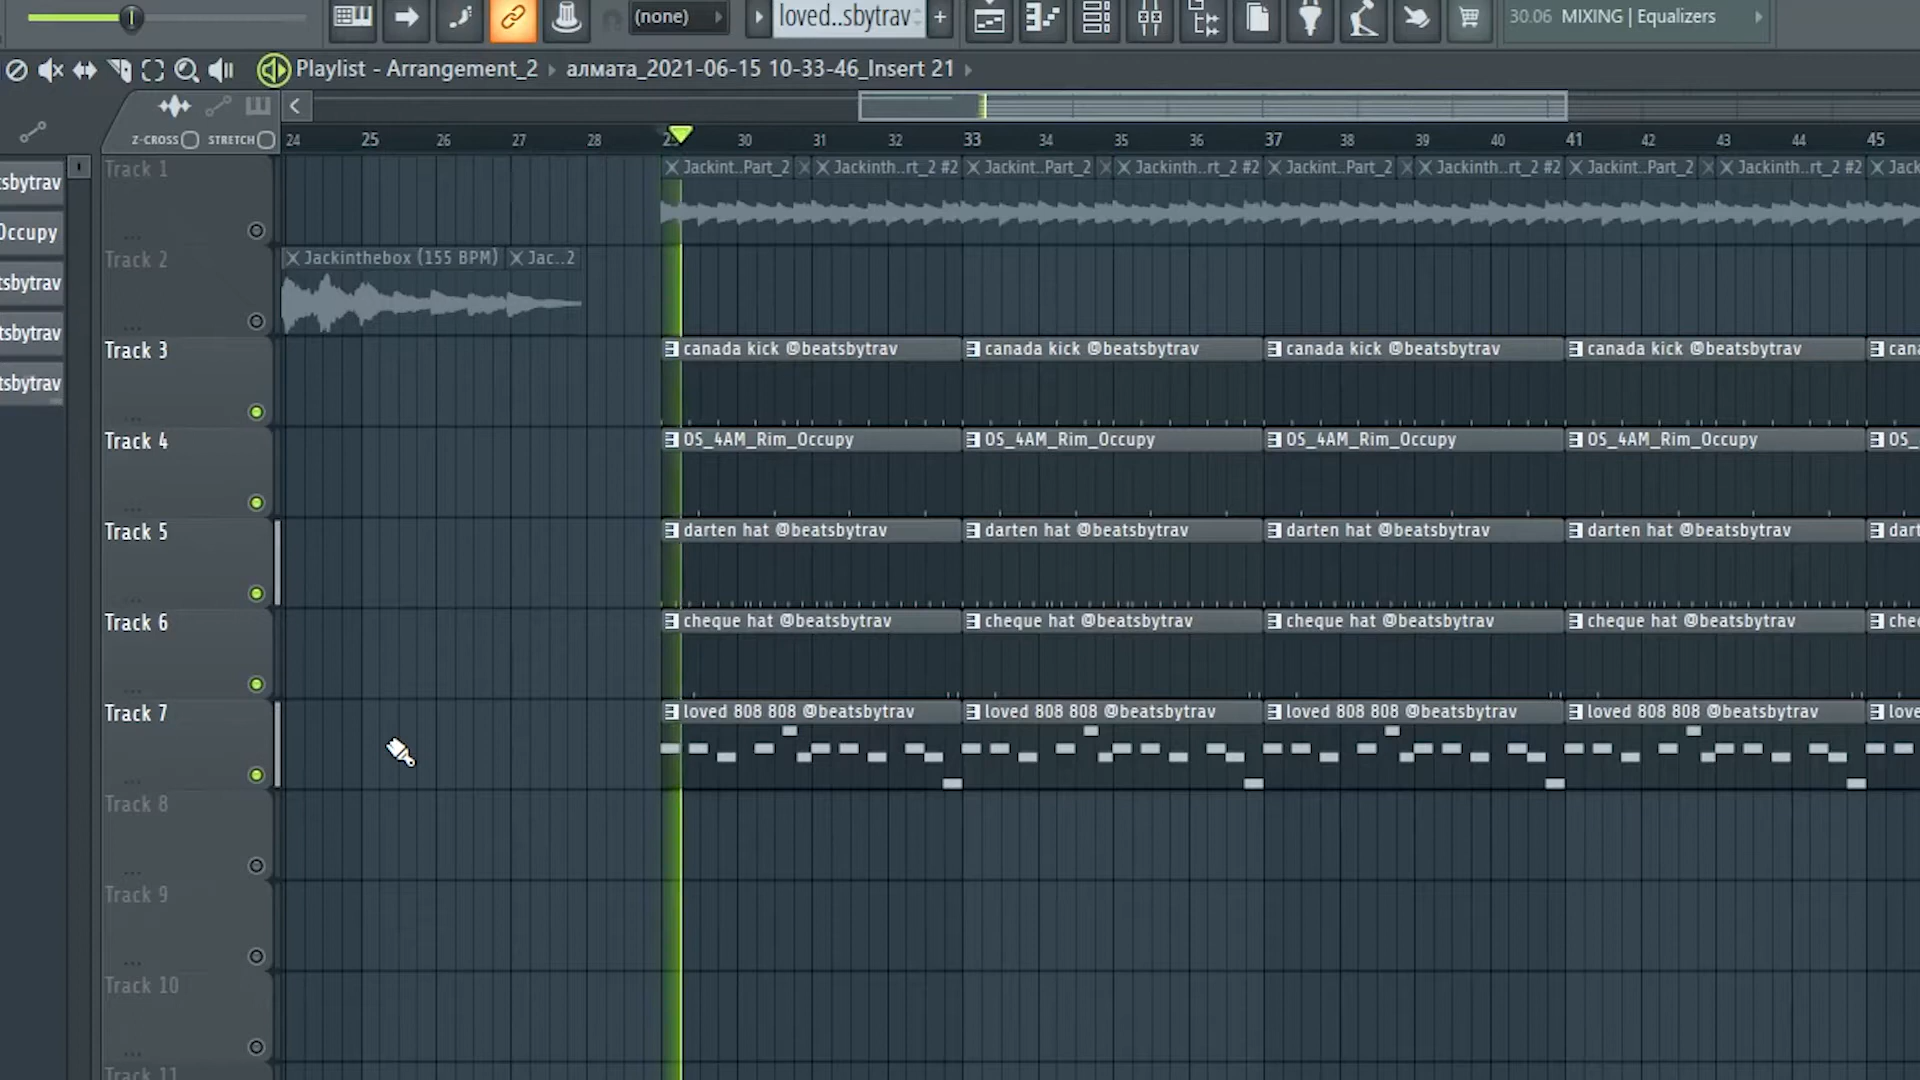 (none)
loved..sbytrav
30.06 MIXING | Equalizers
Playlist - Arrangement_2 алмата_2021-06-15 10-33-46_Insert 21
Z-CROSS STRETCH
24 25 26 27 28 29 30 31 32 33 34 35 36 37 38 39 40 41 42 43 44 45
sbytrav
Occupy
tsbytrav
atsbytrav
tsbytrav
Track 1
Jackint..Part_2 Jackinth..rt_2 #2 Jackint..Part_2 Jackinth..rt_2 #2 Jackint..Part_2 Jackinth..rt_2 #2 Jackint..Part_2 Jackinth..rt_2 #2 Jack
Track 2
Jackinthebox (155 BPM) Jac..2
Track 3
canada kick @beatsbytrav canada kick @beatsbytrav canada kick @beatsbytrav canada kick @beatsbytrav cana
Track 4
OS_4AM_Rim_Occupy OS_4AM_Rim_Occupy OS_4AM_Rim_Occupy OS_4AM_Rim_Occupy OS_
Track 5
darten hat @beatsbytrav darten hat @beatsbytrav darten hat @beatsbytrav darten hat @beatsbytrav dart
Track 6
cheque hat @beatsbytrav cheque hat @beatsbytrav cheque hat @beatsbytrav cheque hat @beatsbytrav che
Track 7
loved 808 808 @beatsbytrav loved 808 808 @beatsbytrav loved 808 808 @beatsbytrav loved 808 808 @beatsbytrav love
Track 8
Track 9
Track 10
Track 11